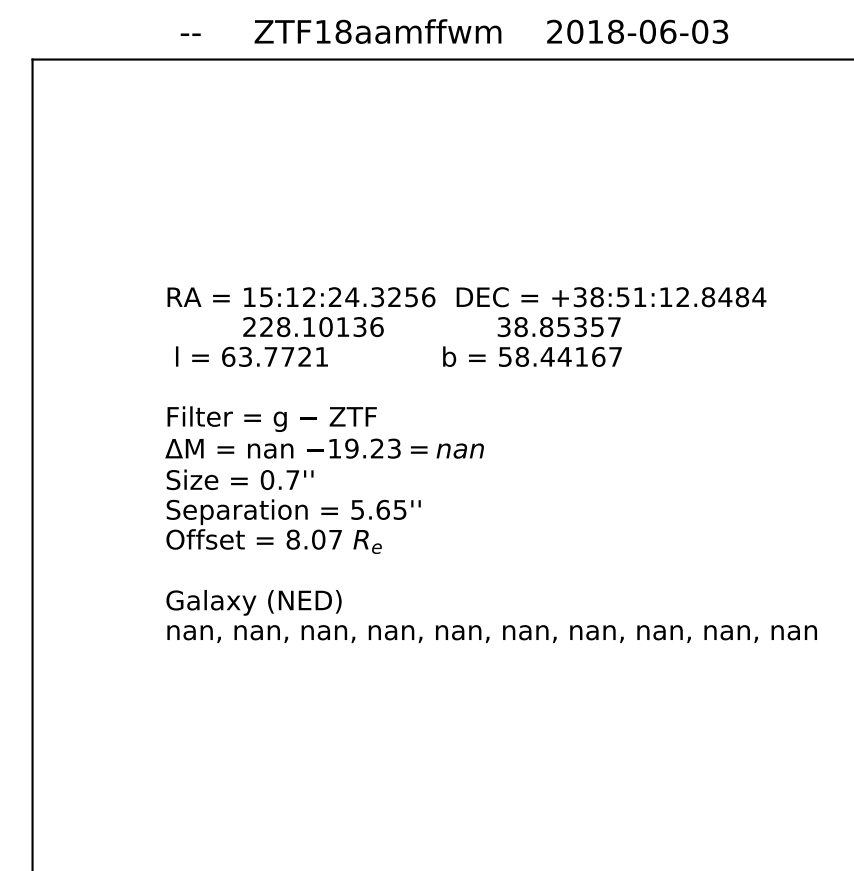 -- ZTF18aamffwm 2018-06-03
RA = 15:12:24.3256 DEC = +38:51:12.8484
228.10136 38.85357
l = 63.7721 b = 58.44167
Filter = g − ZTF
ΔM = nan −19.23 = nan
Size = 0.7''
Separation = 5.65''
Offset = 8.07 Rₑ
Galaxy (NED)
nan, nan, nan, nan, nan, nan, nan, nan, nan, nan